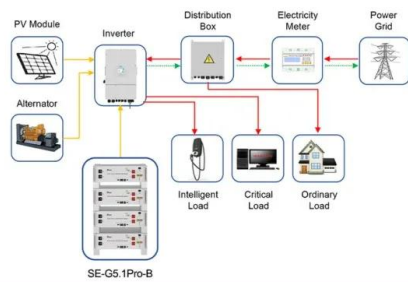 PV Module
Inverter
Distribution
Box
Electricity
Meter
Power
Grid
Alternator
Intelligent
Load
Critical
Load
Ordinary
Load
SE-G5.1Pro-B